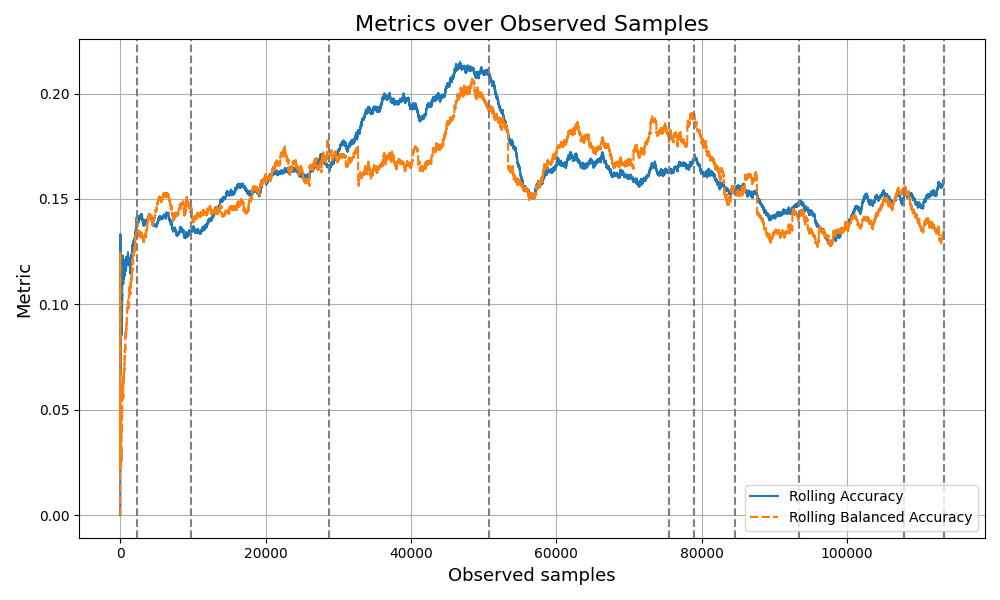 Metrics over Observed Samples
Metric
0.20
0.15
0.10
0.05
0.00
Rolling Accuracy
Rolling Balanced Accuracy
0 20000 40000 60000 80000 100000
Observed samples